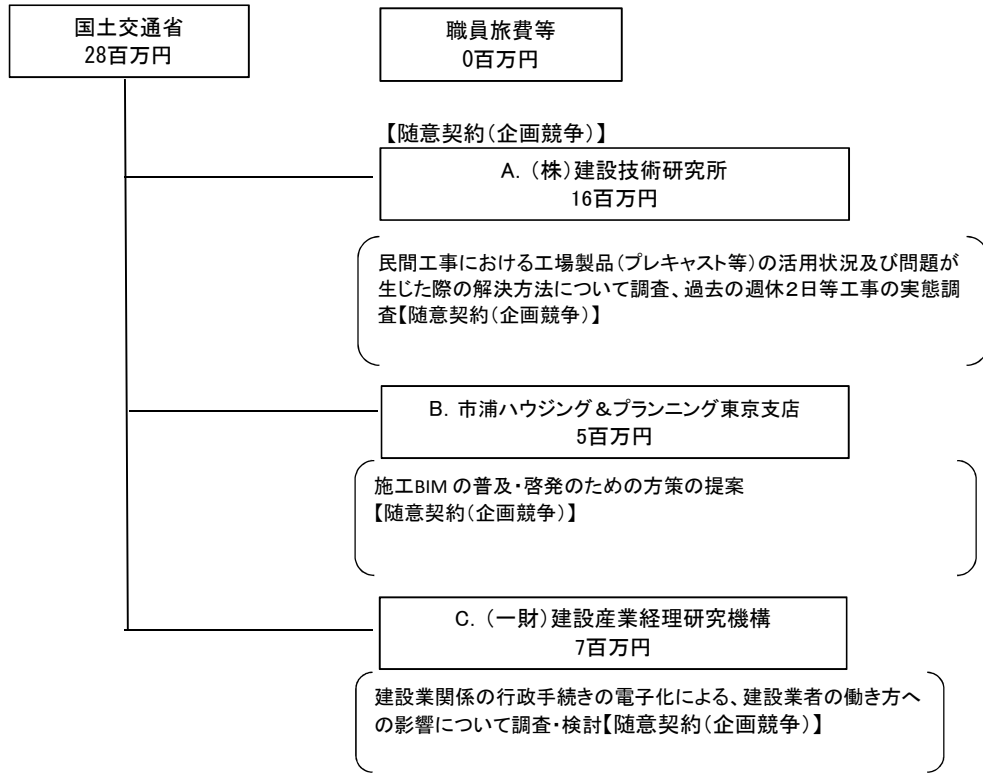 国土交通省
28百万円
職員旅費等
0百万円
【随意契約（企画競争）】
A．（株）建設技術研究所
16百万円
民間工事における工場製品（プレキャスト等）の活用状況及び問題が
生じた際の解決方法について調査、過去の週休２日等工事の実態調
査【随意契約（企画競争）】
B．市浦ハウジング＆プランニング東京支店
5百万円
施工BIM の普及・啓発のための方策の提案
【随意契約（企画競争）】
C．（一財）建設産業経理研究機構
7百万円
建設業関係の行政手続きの電子化による、建設業者の働き方へ
の影響について調査・検討【随意契約（企画競争）】